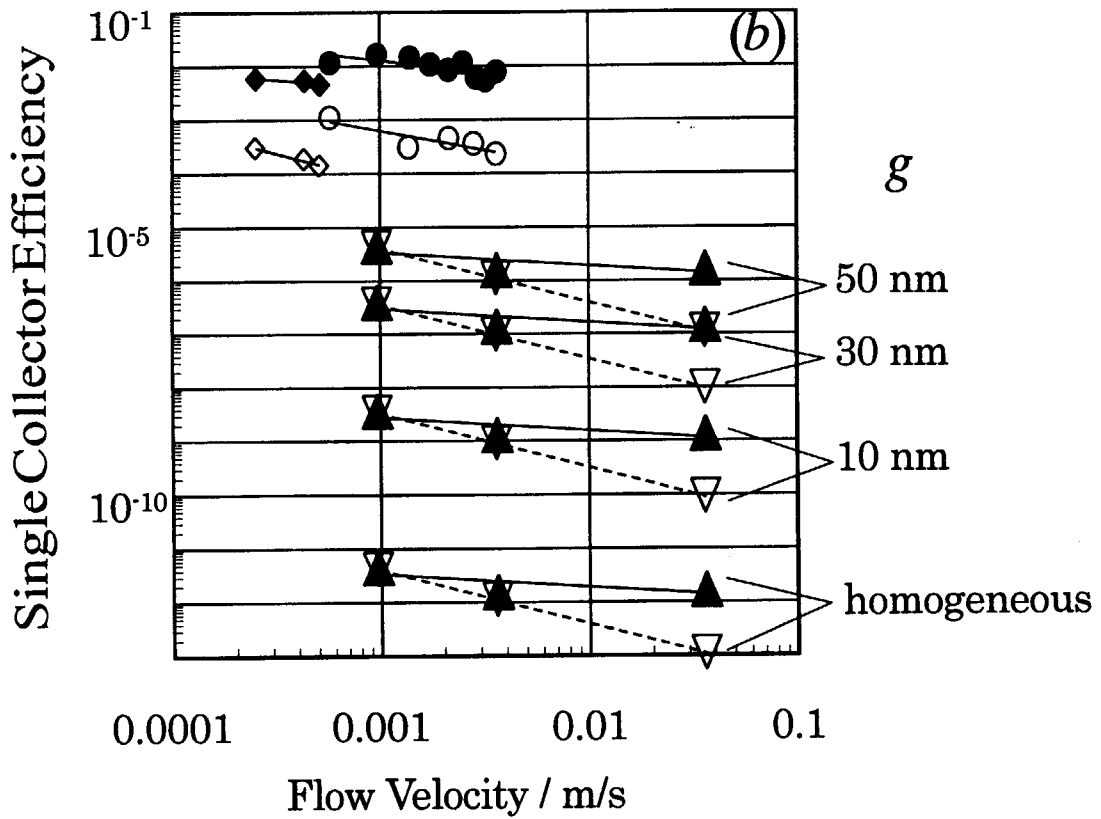 10-1
(b)
Single Collector Efficiency
g
10-5
50 nm
30 nm
10 nm
10-10
homogeneous
0.0001 0.001 0.01 0.1
Flow Velocity / m/s